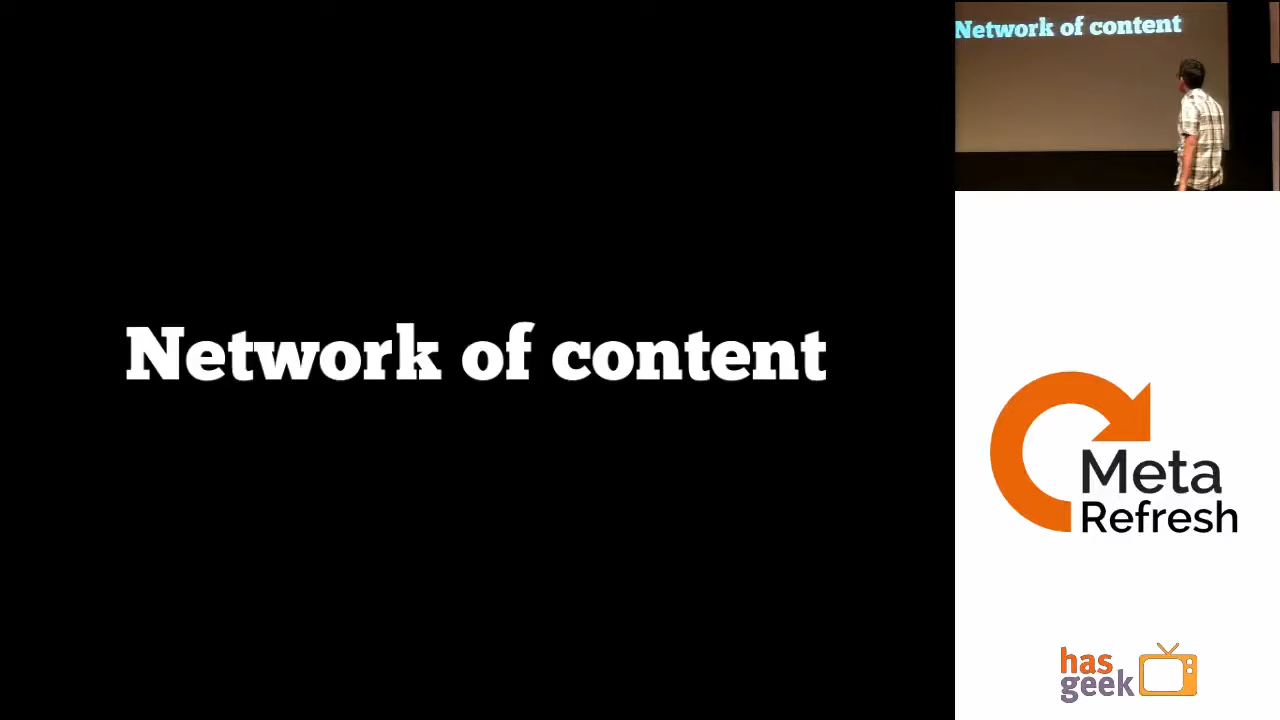 Network of content
Network of content
Meta
Refresh
has
geek